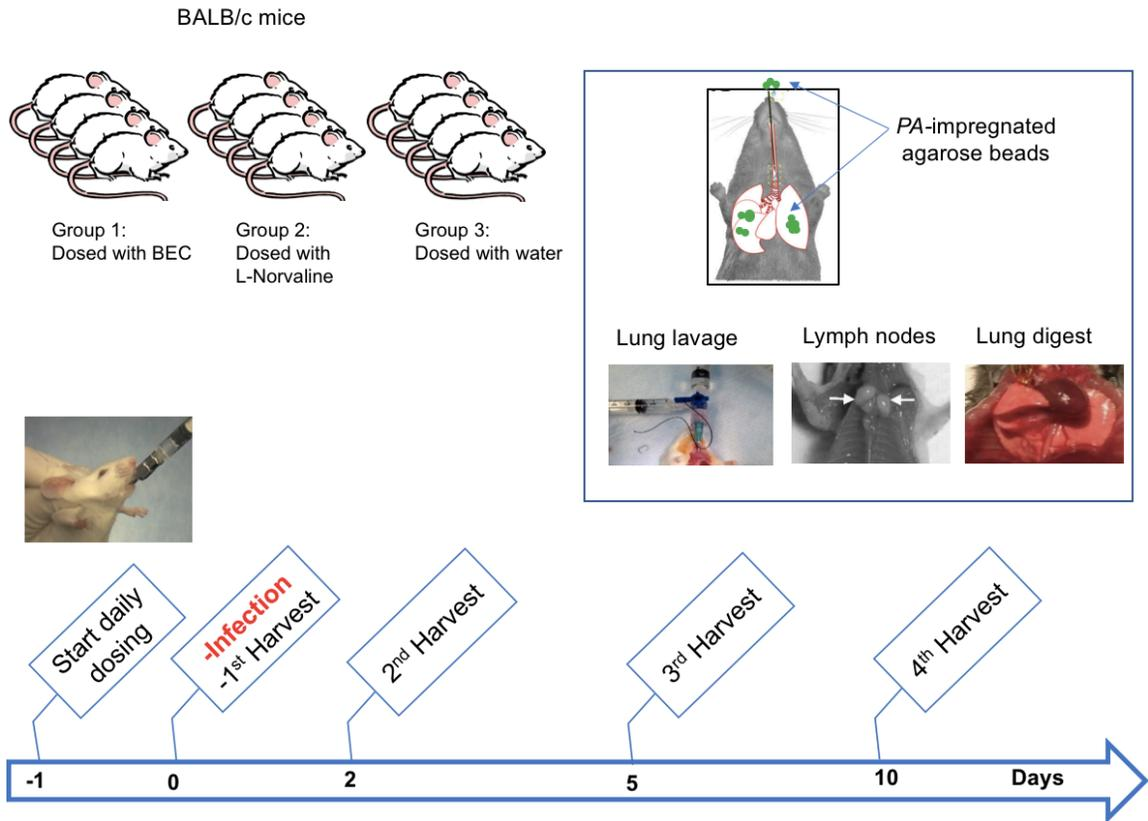 BALB/c mice
Group 1:
Dosed with BEC
Group 2:
Dosed with
L-Norvaline
Group 3:
Dosed with water
PA-impregnated
agarose beads
Lung lavage
Lymph nodes
Lung digest
Start daily
dosing
-Infection
-1st Harvest
2nd Harvest
3rd Harvest
4th Harvest
-1
0
2
5
10
Days